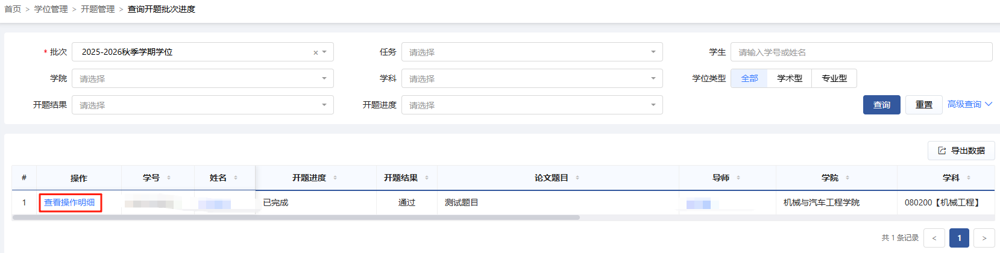 首页 > 学位管理 > 开题管理 > 查询开题批次进度
* 批次 2025-2026秋季学期学位 × 任务 请选择 学生 请输入学号或姓名
学院 请选择 学科 请选择 学位类型 全部 学术型 专业型
开题结果 请选择 开题进度 请选择 查询 重置 高级查询
导出数据
# 操作 学号 姓名 开题进度 开题结果 论文题目 导师 学院 学科
1 查看操作明细 已完成 通过 测试题目 机械与汽车工程学院 080200【机械工程】
共 1 条记录 < 1 >